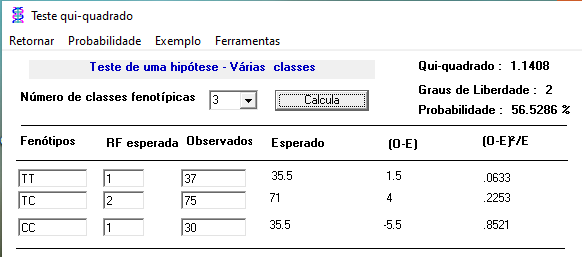 Teste qui-quadrado
Retornar Probabilidade Exemplo Ferramentas
Teste de uma hipótese - Várias classes
Qui-quadrado : 1.1408
Graus de Liberdade : 2
Número de classes fenotípicas 3 Calcula
Probabilidade : 56.5286 %
Fenótipos RF esperada Observados Esperado (O-E) (O-E)²/E
TT 1 37 35.5 1.5 .0633
TC 2 75 71 4 .2253
CC 1 30 35.5 -5.5 .8521